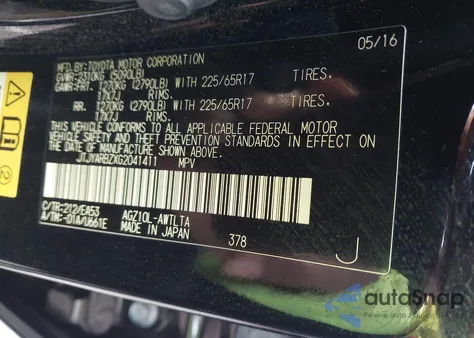 MFD.BY:TOYOTA MOTOR CORPORATION 05/16
GVWR:2310KG (5090LB)
GAWR-FRT. 1270KG (2790LB) WITH 225/65R17 TIRES,
17X7J RIMS.
RR. 1270KG (2790LB) WITH 225/65R17 TIRES,
17X7J RIMS.
THIS VEHICLE CONFORMS TO ALL APPLICABLE FEDERAL MOTOR
VEHICLE SAFETY AND THEFT PREVENTION STANDARDS IN EFFECT ON
THE DATE OF MANUFACTURE SHOWN ABOVE.
JTJYARBZXG2041411 MPV
C/TR:212/EA53 AGZ10L-AWTLTA
A/TM:-01A/U661E MADE IN JAPAN 378 J
2
autoSnap